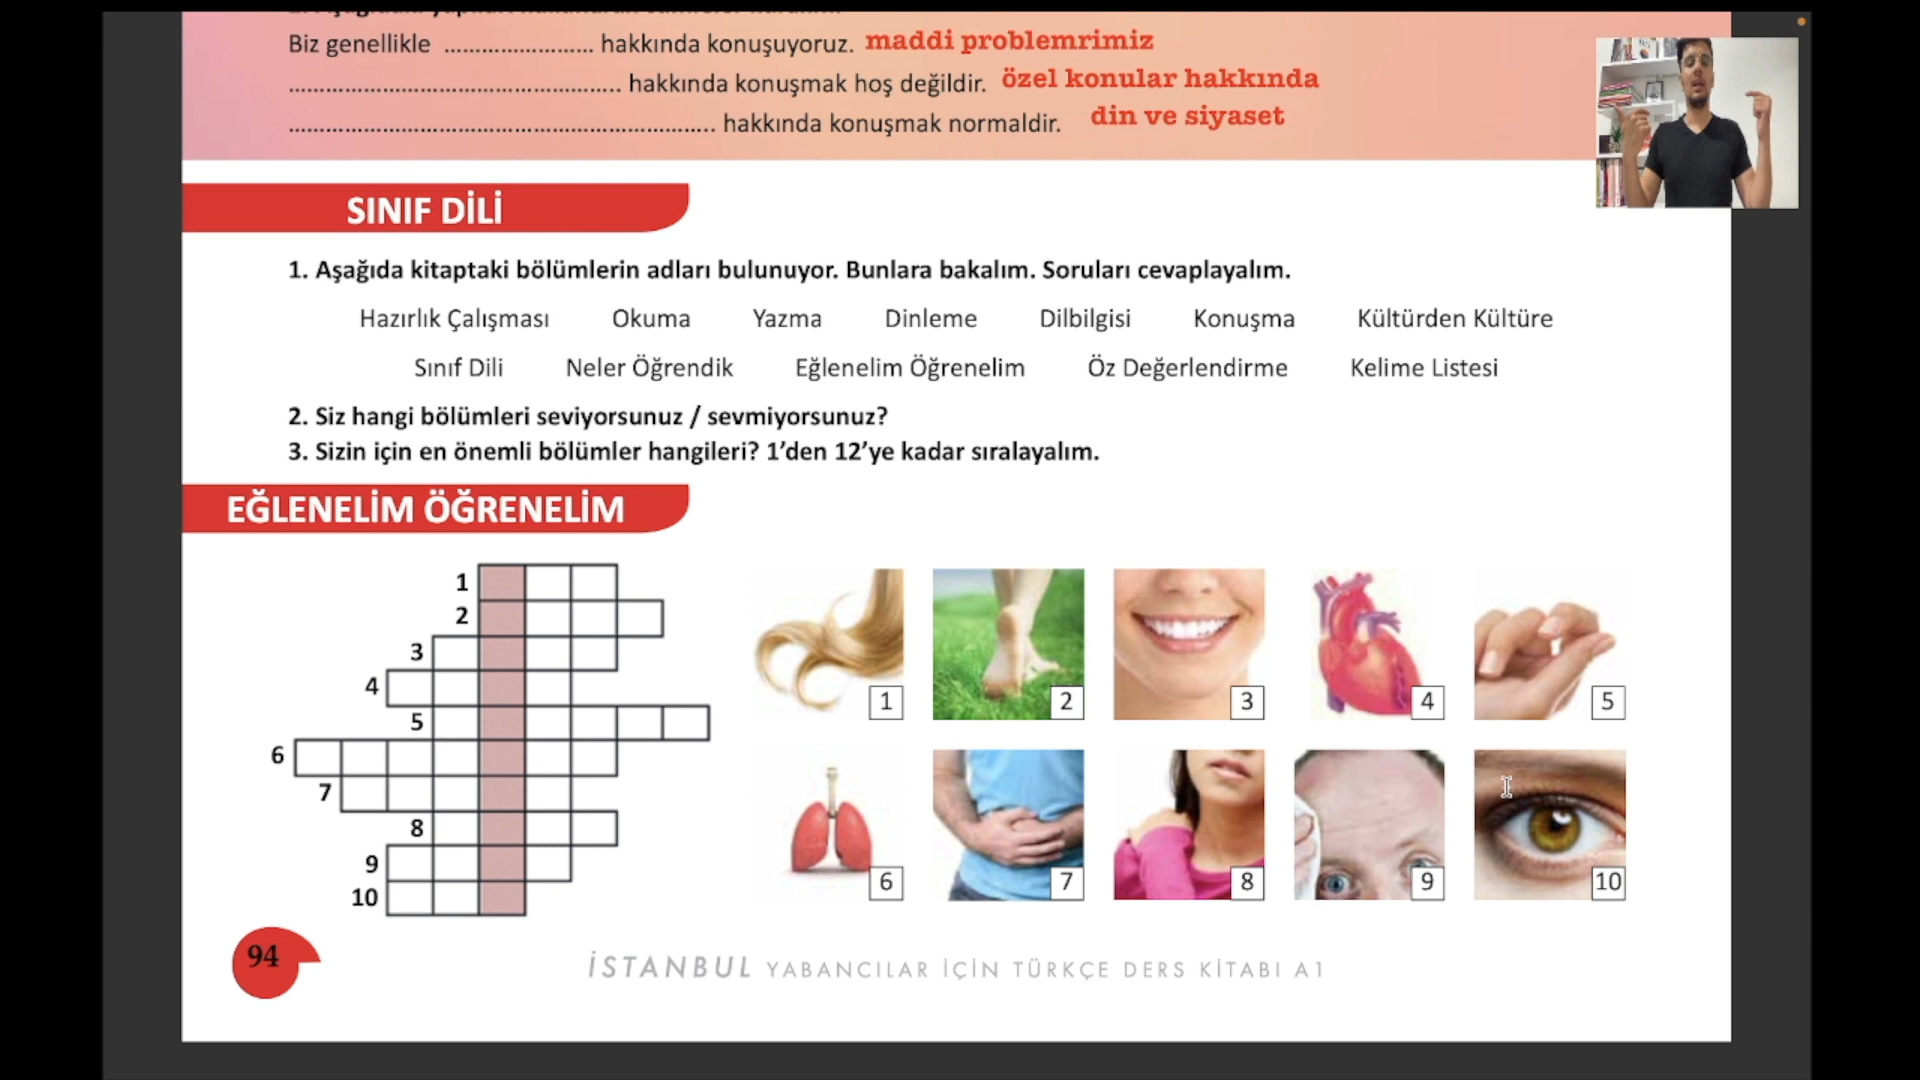 Biz genellikle ........................ hakkında konuşuyoruz. maddi problemrimiz
..................................................... hakkında konuşmak hoş değildir. özel konular hakkında
.................................................................... hakkında konuşmak normaldir. din ve siyaset
SINIF DİLİ
1. Aşağıda kitaptaki bölümlerin adları bulunuyor. Bunlara bakalım. Soruları cevaplayalım.
Hazırlık Çalışması Okuma Yazma Dinleme Dilbilgisi Konuşma Kültürden Kültüre
Sınıf Dili Neler Öğrendik Eğlenelim Öğrenelim Öz Değerlendirme Kelime Listesi
2. Siz hangi bölümleri seviyorsunuz / sevmiyorsunuz?
3. Sizin için en önemli bölümler hangileri? 1’den 12’ye kadar sıralayalım.
EĞLENELİM ÖĞRENELİM
1
2
3
4
5
6
7
8
9
10
1 2 3 4 5
6 7 8 9 10
94
İSTANBUL YABANCILAR İÇİN TÜRKÇE DERS KİTABI A1